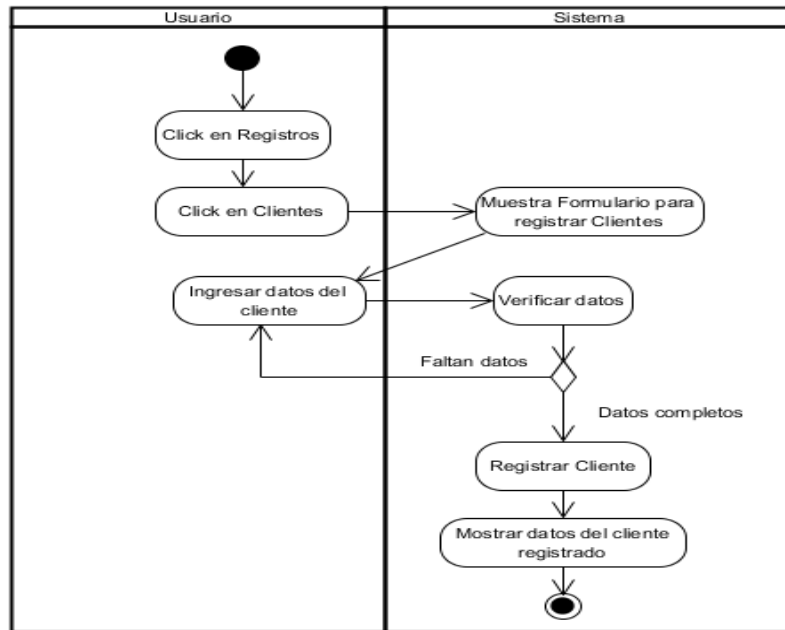 Usuario
Sistema
Click en Registros
Click en Clientes
Muestra Formulario para
registrar Clientes
Ingresar datos del
cliente
Verificar datos
Faltan datos
Datos completos
Registrar Cliente
Mostrar datos del cliente
registrado